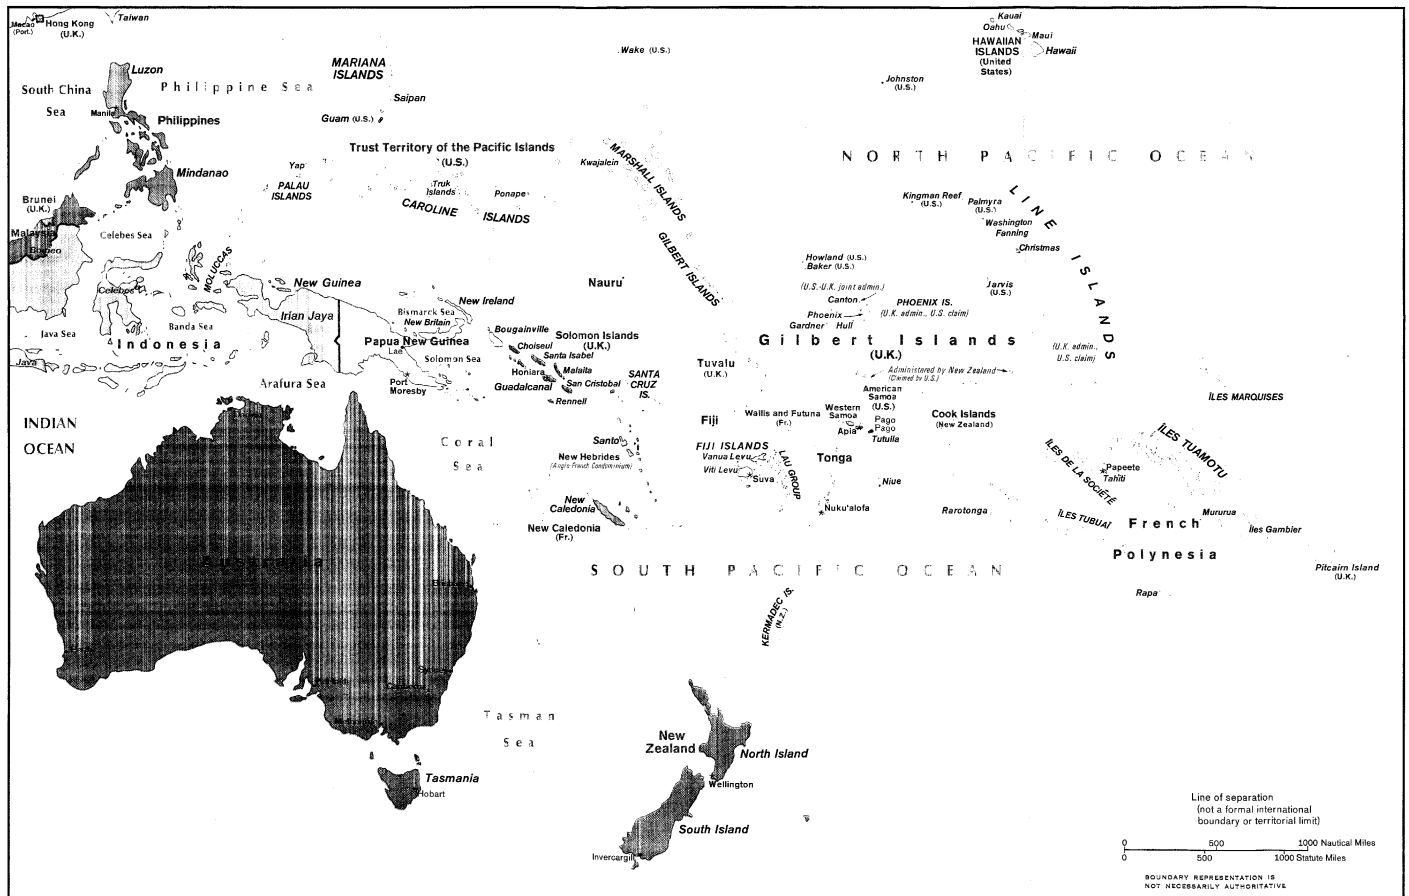 Macao
(Port.)
Hong Kong
(U.K.)
Taiwan
Luzon
Philippine Sea
South China
Sea
Manila
Philippines
Mindanao
Brunei
(U.K.)
Malaysia
Borneo
Celebes Sea
Celebes
MOLUCCAS
Java Sea
Banda Sea
Indonesia
Java
Arafura Sea
INDIAN
OCEAN
MARIANA
ISLANDS
Saipan
Guam (U.S.)
Wake (U.S.)
Trust Territory of the Pacific Islands
(U.S.)
Yap
PALAU
ISLANDS
Truk
Islands
Ponape
CAROLINE ISLANDS
Kwajalein
MARSHALL ISLANDS
GILBERT ISLANDS
Nauru
New Guinea
Irian Jaya
New Ireland
Bismarck Sea
New Britain
Papua New Guinea
Lae
Solomon Sea
Port
Moresby
Bougainville
Choiseul
Solomon Islands
(U.K.)
Santa Isabel
Honiara
Malaita
Guadalcanal
San Cristobal
Rennell
SANTA
CRUZ
IS.
Kauai
Oahu
Maui
HAWAIIAN
ISLANDS
(United
States)
Hawaii
Johnston
(U.S.)
NORTH PACIFIC OCEAN
Kingman Reef
(U.S.)
Palmyra
(U.S.)
Washington
Fanning
Christmas
LINE ISLANDS
Howland (U.S.)
Baker (U.S.)
Jarvis
(U.S.)
(U.S.-U.K. joint admin.)
Canton
PHOENIX IS.
(U.K. admin., U.S. claim)
Phoenix
Gardner Hull
Gilbert Islands
(U.K.)
(U.K. admin.,
U.S. claim)
Tuvalu
(U.K.)
Administered by New Zealand
(Claimed by U.S.)
American
Samoa
(U.S.)
Western
Samoa
Apia
Pago
Pago
Tutuila
Wallis and Futuna
(Fr.)
Cook Islands
(New Zealand)
Fiji
FIJI ISLANDS
Vanua Levu
Viti Levu
Suva
LAU GROUP
Tonga
Niue
Nuku'alofa
Rarotonga
ÎLES MARQUISES
ÎLES TUAMOTU
ÎLES DE LA SOCIÉTÉ
Papeete
Tahiti
ÎLES TUBUAÏ
French
Polynesia
Mururua
Îles Gambier
Pitcairn Island
(U.K.)
Rapa
Coral
Sea
Santo
New Hebrides
(Anglo-French Condominium)
New
Caledonia
New Caledonia
(Fr.)
SOUTH PACIFIC OCEAN
KERMADEC IS.
(N.Z.)
Australia
Tasman
Sea
Tasmania
Hobart
New
Zealand
North Island
Wellington
South Island
Invercargill
Line of separation
(not a formal international
boundary or territorial limit)
0 500 1000 Nautical Miles
0 500 1000 Statute Miles
BOUNDARY REPRESENTATION IS
NOT NECESSARILY AUTHORITATIVE